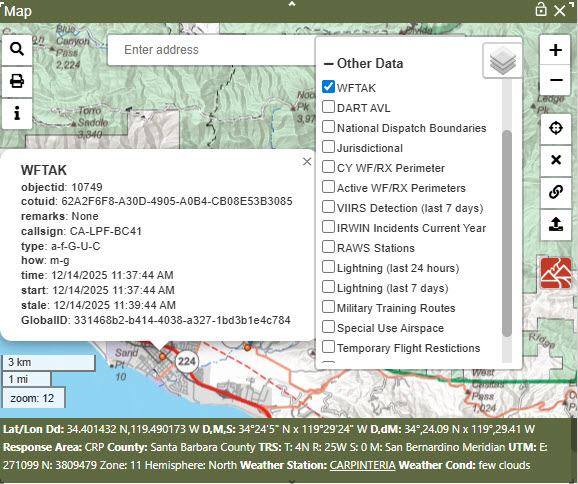 Map
Blue
Canyon
Pass
2,224
Divide
Enter address
Torro
Saddle
3,340
Noo
Pk
3,97
Ledge
Pk
Other Data
WFTAK
DART AVL
National Dispatch Boundaries
Jurisdictional
CY WF/RX Perimeter
Active WF/RX Perimeters
VIIRS Detection (last 7 days)
IRWIN Incidents Current Year
RAWS Stations
Lightning (last 24 hours)
Lightning (last 7 days)
Military Training Routes
Special Use Airspace
Temporary Flight Restictions
WFTAK
objectid: 10749
cotuid: 62A2F6F8-A30D-4905-A0B4-CB08E53B3085
remarks: None
callsign: CA-LPF-BC41
type: a-f-G-U-C
how: m-g
time: 12/14/2025 11:37:44 AM
start: 12/14/2025 11:37:44 AM
stale: 12/14/2025 11:39:44 AM
GlobalID: 331468b2-b414-4038-a327-1bd3b1e4c784
Sand
Pt
10
224
Rincon
West
Casitas
Pass
1,024
3 km
1 mi
zoom: 12
Lat/Lon Dd: 34.401432 N,119.490173 W D,M,S: 34°24'5" N x 119°29'24" W D,dM: 34°,24.09 N x 119°,29.41 W
Response Area: CRP County: Santa Barbara County TRS: T: 4N R: 25W S: 0 M: San Bernardino Meridian UTM: E:
271099 N: 3809479 Zone: 11 Hemisphere: North Weather Station: CARPINTERIA Weather Cond: few clouds